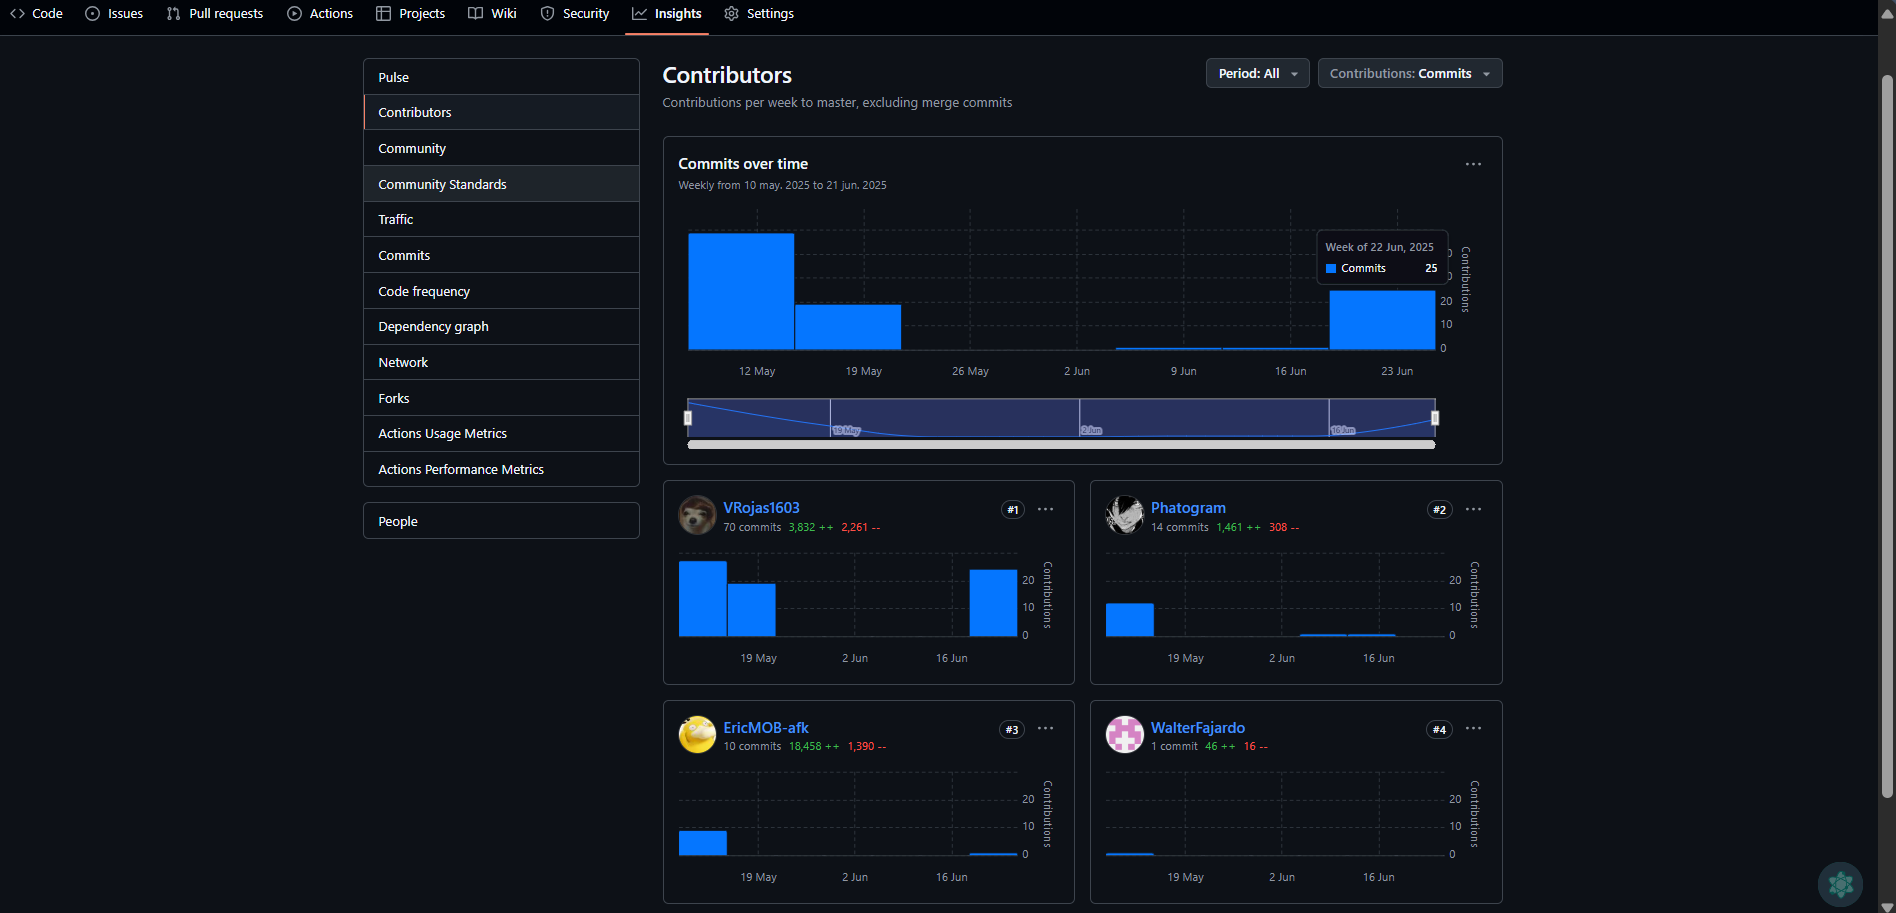 Code Issues Pull requests Actions Projects Wiki Security Insights Settings
Pulse
Contributors
Community
Community Standards
Traffic
Commits
Code frequency
Dependency graph
Network
Forks
Actions Usage Metrics
Actions Performance Metrics
People
Contributors
Period: All
Contributions: Commits
Contributions per week to master, excluding merge commits
Commits over time
Weekly from 10 may. 2025 to 21 jun. 2025
Week of 22 Jun, 2025
Commits 25
20
10
0
Contributions
12 May 19 May 26 May 2 Jun 9 Jun 16 Jun 23 Jun
19 May 2 Jun 16 Jun
VRojas1603 #1
70 commits 3,832 ++ 2,261 --
20
10
0
Contributions
19 May 2 Jun 16 Jun
Phatogram #2
14 commits 1,461 ++ 308 --
20
10
0
Contributions
19 May 2 Jun 16 Jun
EricMOB-afk #3
10 commits 18,458 ++ 1,390 --
20
10
0
Contributions
19 May 2 Jun 16 Jun
WalterFajardo #4
1 commit 46 ++ 16 --
20
10
0
Contributions
19 May 2 Jun 16 Jun